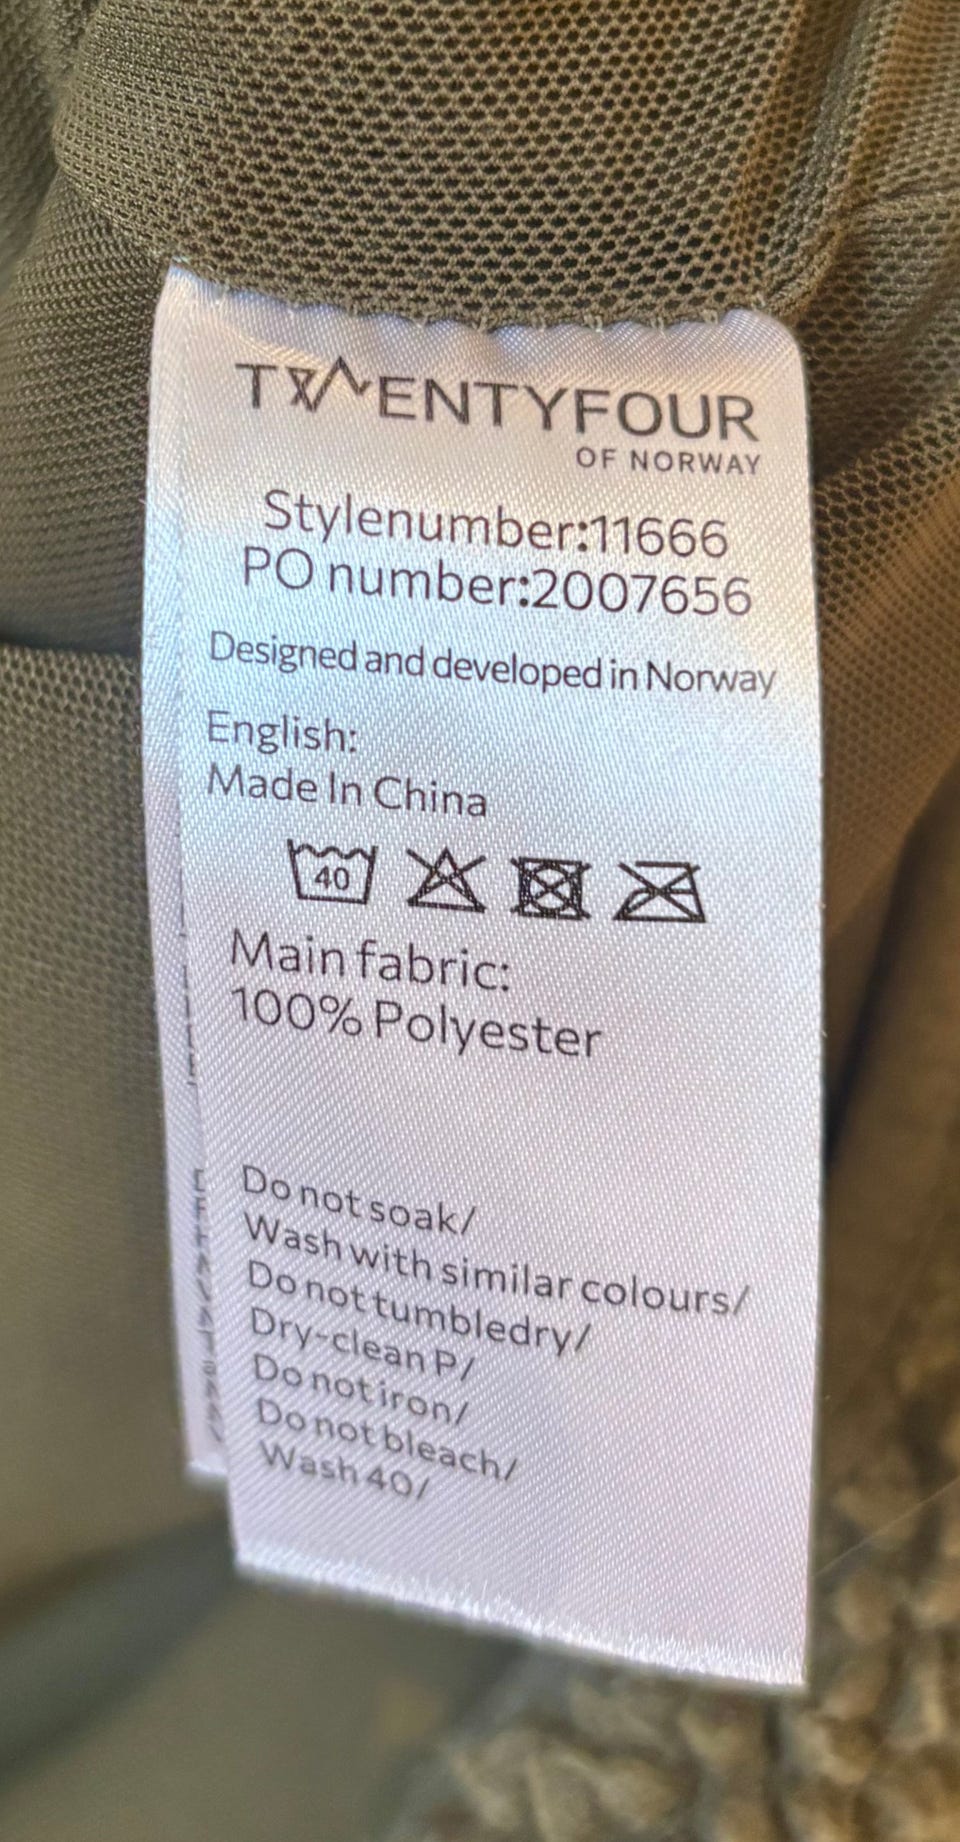 TWENTYFOUR
OF NORWAY
Stylenumber:11666
PO number:2007656
Designed and developed in Norway
English:
Made In China
40
Main fabric:
100% Polyester
Do not soak/
Wash with similar colours/
Do not tumbledry/
Dry-clean P/
Do not iron/
Do not bleach/
Wash 40/